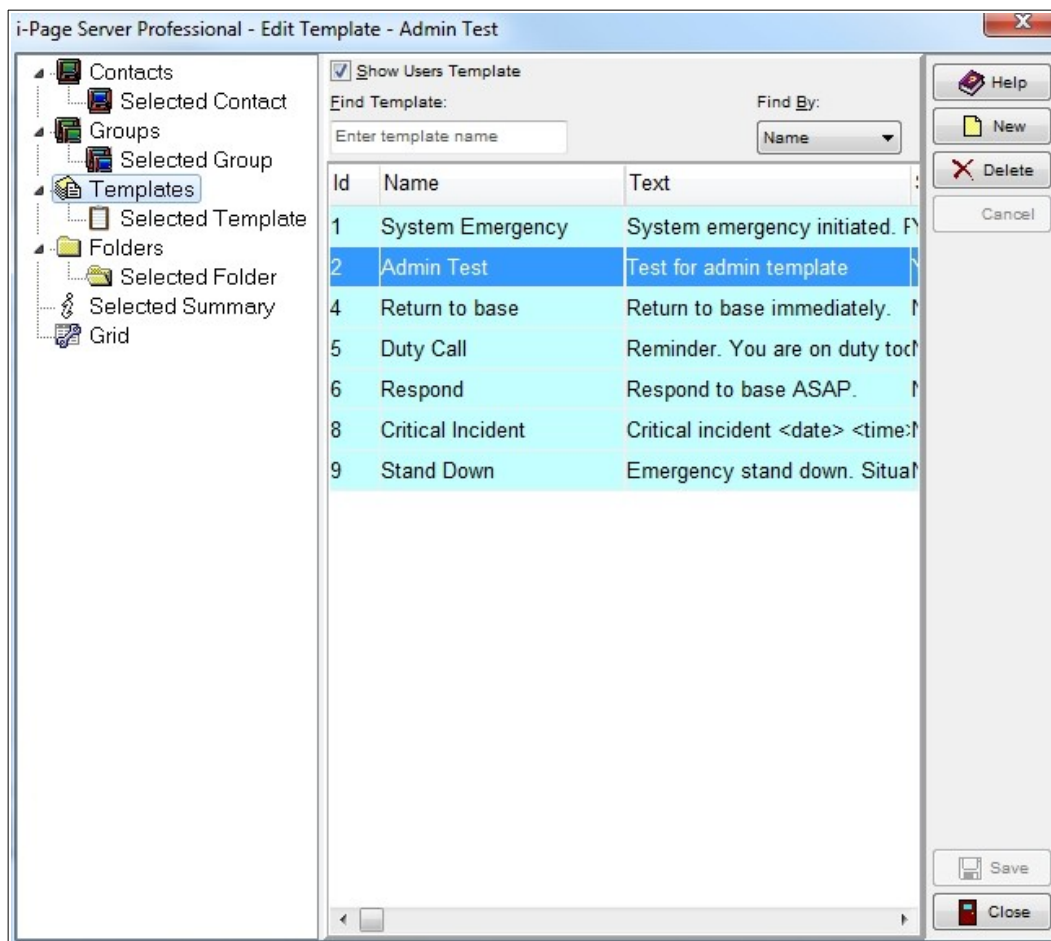 i-Page Server Professional - Edit Template - Admin Test
Contacts
Selected Contact
Groups
Selected Group
Templates
Selected Template
Folders
Selected Folder
Selected Summary
Grid
Show Users Template
Find Template:
Find By:
Enter template name
Name
Id Name Text
1 System Emergency System emergency initiated.
2 Admin Test Test for admin template
4 Return to base Return to base immediately.
5 Duty Call Reminder. You are on duty
6 Respond Respond to base ASAP.
8 Critical Incident Critical incident <date> <time>
9 Stand Down Emergency stand down.
Help
New
Delete
Cancel
Save
Close